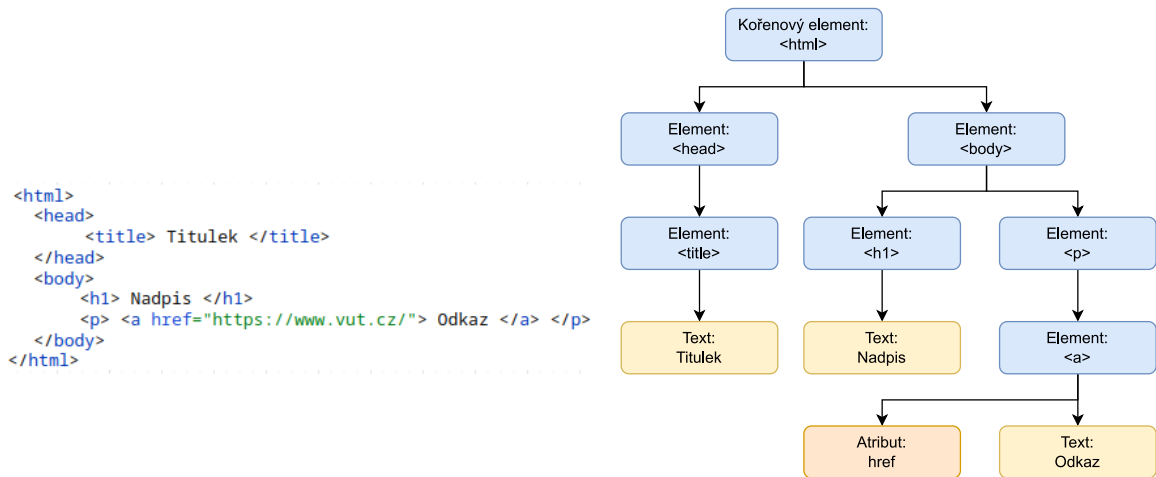 <html>
<head>
<title> Titulek </title>
</head>
<body>
<h1> Nadpis </h1>
<p> <a href="https://www.vut.cz/"> Odkaz </a> </p>
</body>
</html>
Kořenový element:
<html>
Element:
<head>
Element:
<body>
Element:
<title>
Element:
<h1>
Element:
<p>
Text:
Titulek
Text:
Nadpis
Element:
<a>
Atribut:
href
Text:
Odkaz